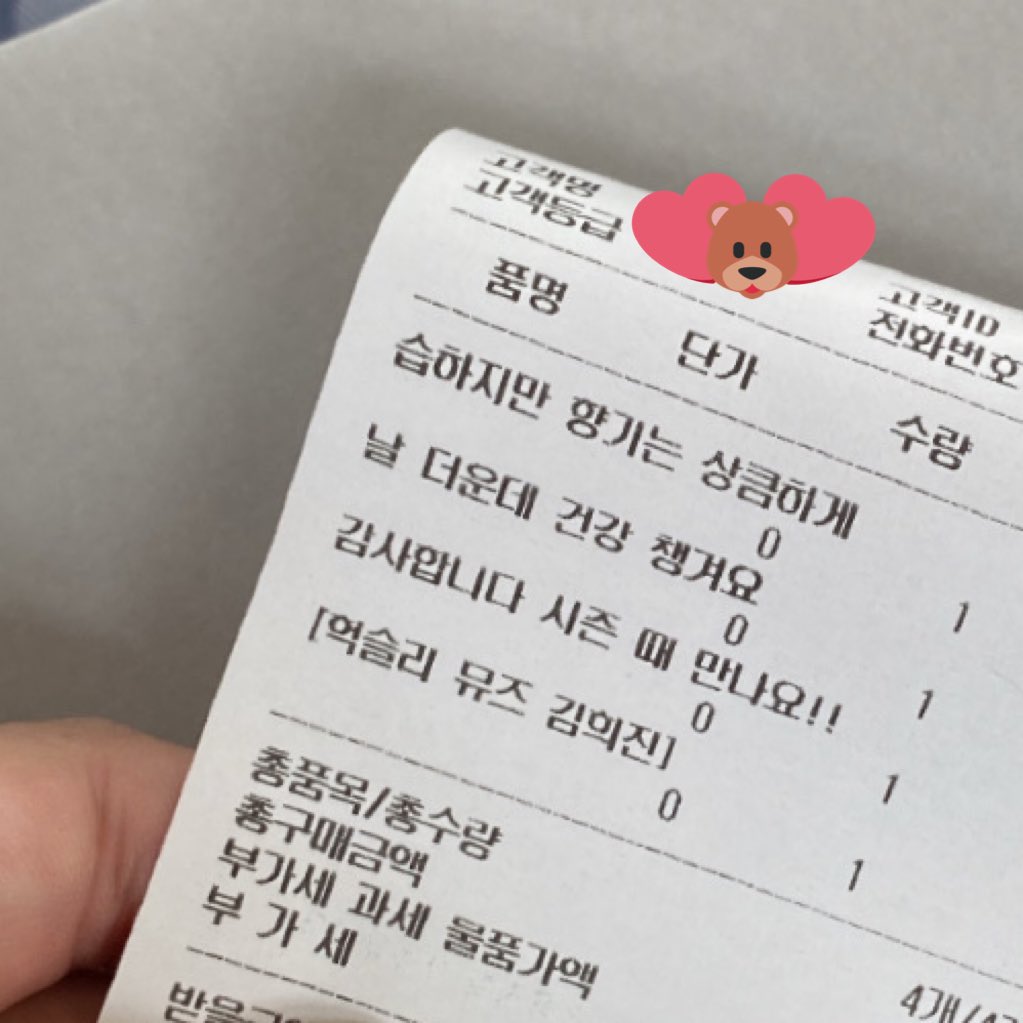 고객명
고객등급
고객ID
전화번호
품명 단가 수량
습하지만 향기는 상큼하게
0 1
날 더운데 건강 챙겨요
0 1
감사합니다 시즌 때 만나요!!
0 1
[헉슬리 뮤즈 김희진]
0 1
총품목/총수량 4개/4
총구매금액
부가세 과세 물품가액
부 가 세